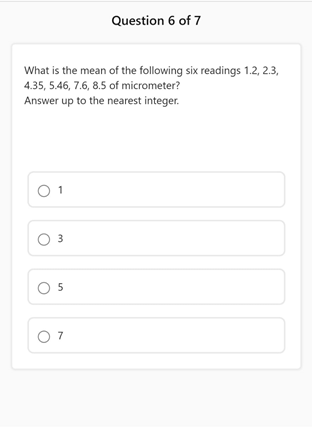 Question 6 of 7
What is the mean of the following six readings 1.2, 2.3,
4.35, 5.46, 7.6, 8.5 of micrometer?
Answer up to the nearest integer.
1
3
5
7